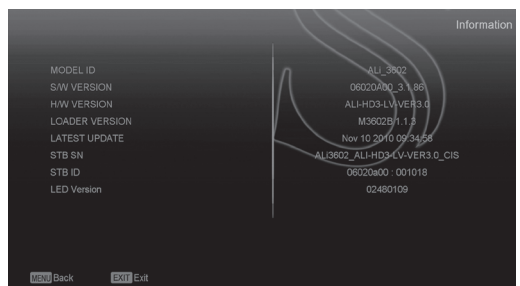 Information
MODEL ID ALi_3602
S/W VERSION 06020A00_3.1.86
H/W VERSION ALI-HD3-LV-VER3.0
LOADER VERSION M3602B 1.1.3
LATEST UPDATE Nov 10 2010 09:34:58
STB SN ALi3602_ALI-HD3-LV-VER3.0_CIS
STB ID 06020a00 : 001018
LED Version 02480109
MENU Back EXIT Exit